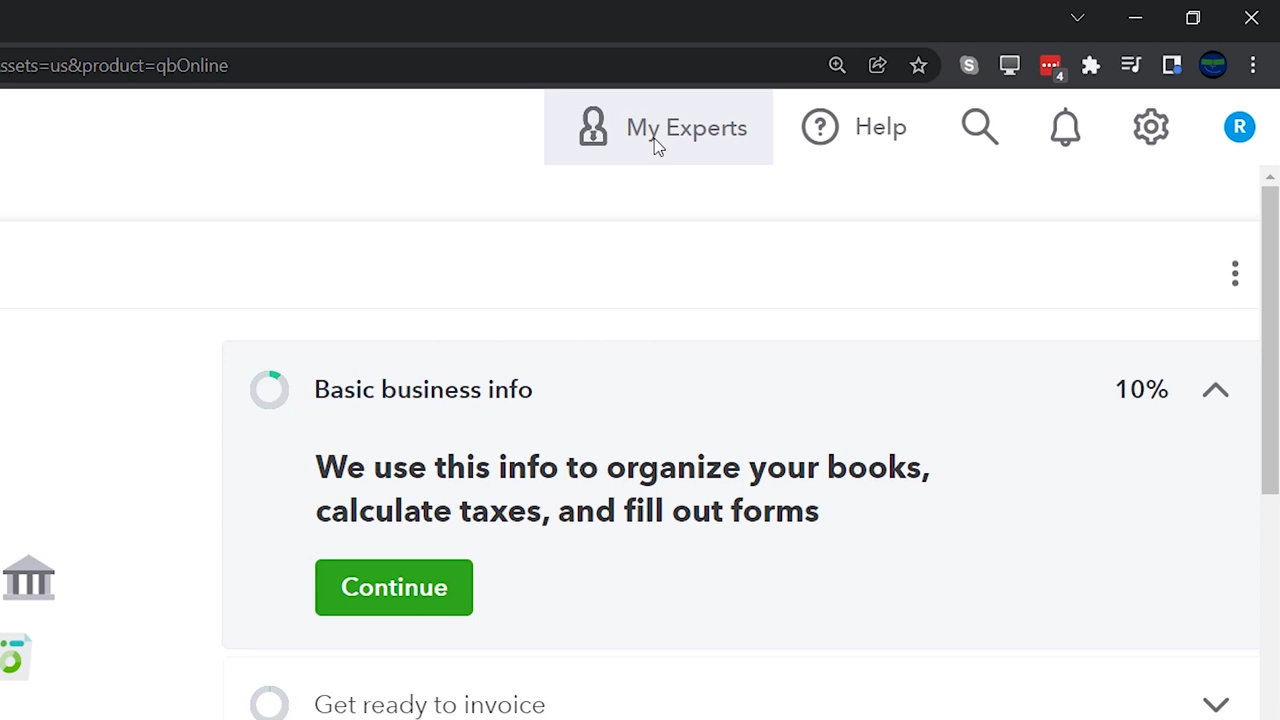 ssets=us&product=qbOnline
4
My Experts
Help
R
Basic business info
10%
We use this info to organize your books,
calculate taxes, and fill out forms
Continue
Get ready to invoice